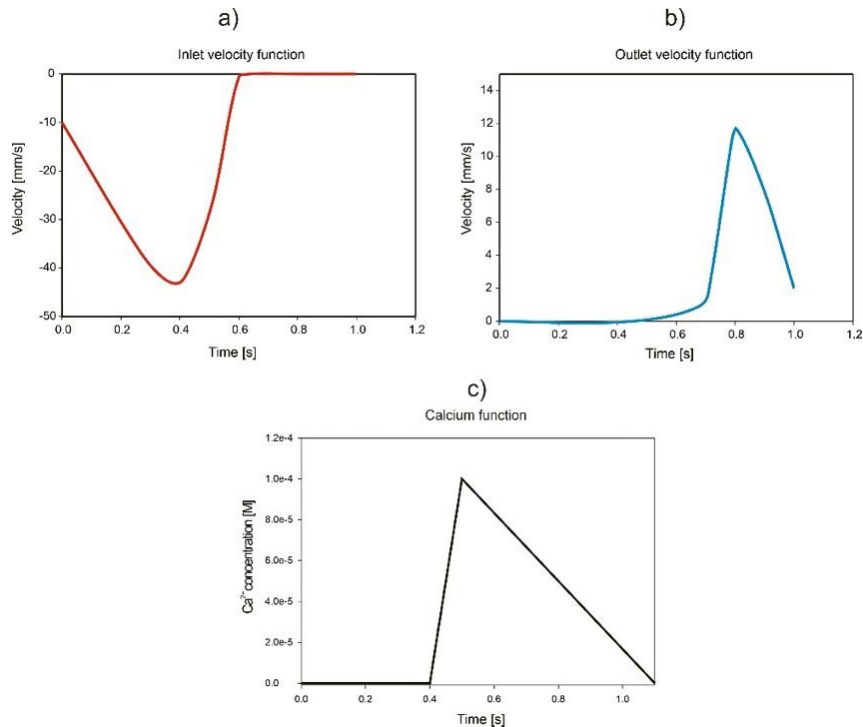 a)
Inlet velocity function
0
-10
-20
-30
-40
-50
Velocity [mm/s]
0.0 0.2 0.4 0.6 0.8 1.0 1.2
Time [s]
b)
Outlet velocity function
14
12
10
8
6
4
2
0
Velocity [mm/s]
0.0 0.2 0.4 0.6 0.8 1.0 1.2
Time [s]
c)
Calcium function
1.2e-4
1.0e-4
8.0e-5
6.0e-5
4.0e-5
2.0e-5
0.0
Ca²⁺ concentration [M]
0.0 0.2 0.4 0.6 0.8 1.0
Time [s]